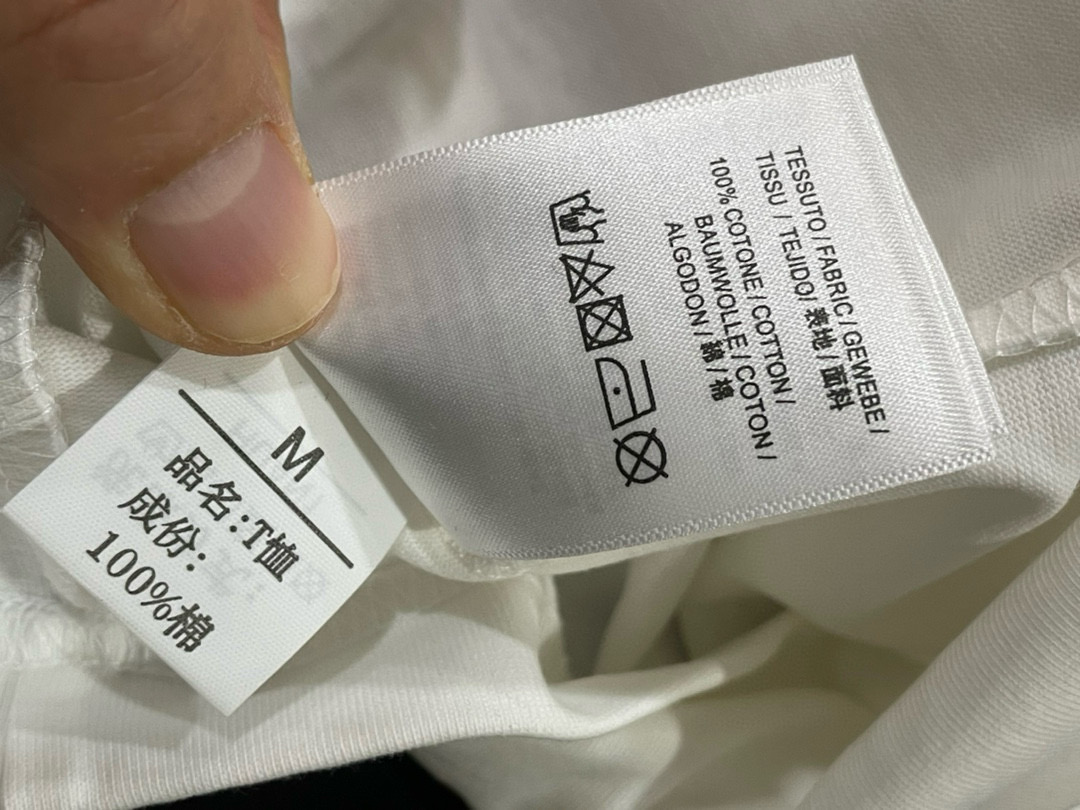 TESSUTO / FABRIC / GEWEBE /
TISSU / TEJIDO / 表地 / 面料
100% COTONE / COTTON /
BAUMWOLLE / COTON /
ALGODON / 綿 / 棉
M
品名:T恤
成份:
100%棉